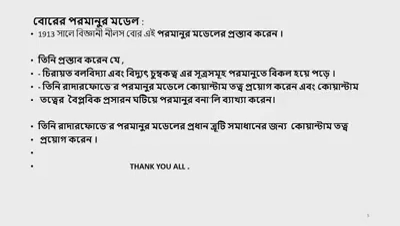 বোরের পরমানুর মডেল :
• 1913 সালে বিজ্ঞানী নীলস বোর এই পরমানুর মডেলের প্রস্তাব করেন ।
• তিনি প্রস্তাব করেন যে ,
• - চিরায়ত বলবিদ্যা এবং বিদ্যুৎ চুম্বকত্ব এর সূত্রসমূহ পরমানুতে বিকল হয়ে পড়ে ।
• - তিনি রাদারফোর্ডে'র পরমানুর মডেলে কোয়ান্টাম তত্ব প্রয়োগ করেন এবং কোয়ান্টাম
• তত্বের বৈপ্লবিক প্রসারন ঘটিয়ে পরমানুর বর্নালি ব্যাখ্যা করেন।
• তিনি রাদারফোর্ডে'র পরমানুর মডেলের প্রধান ত্রুটি সমাধানের জন্য কোয়ান্টাম তত্ব
• প্রয়োগ করেন ।
•
• THANK YOU ALL .